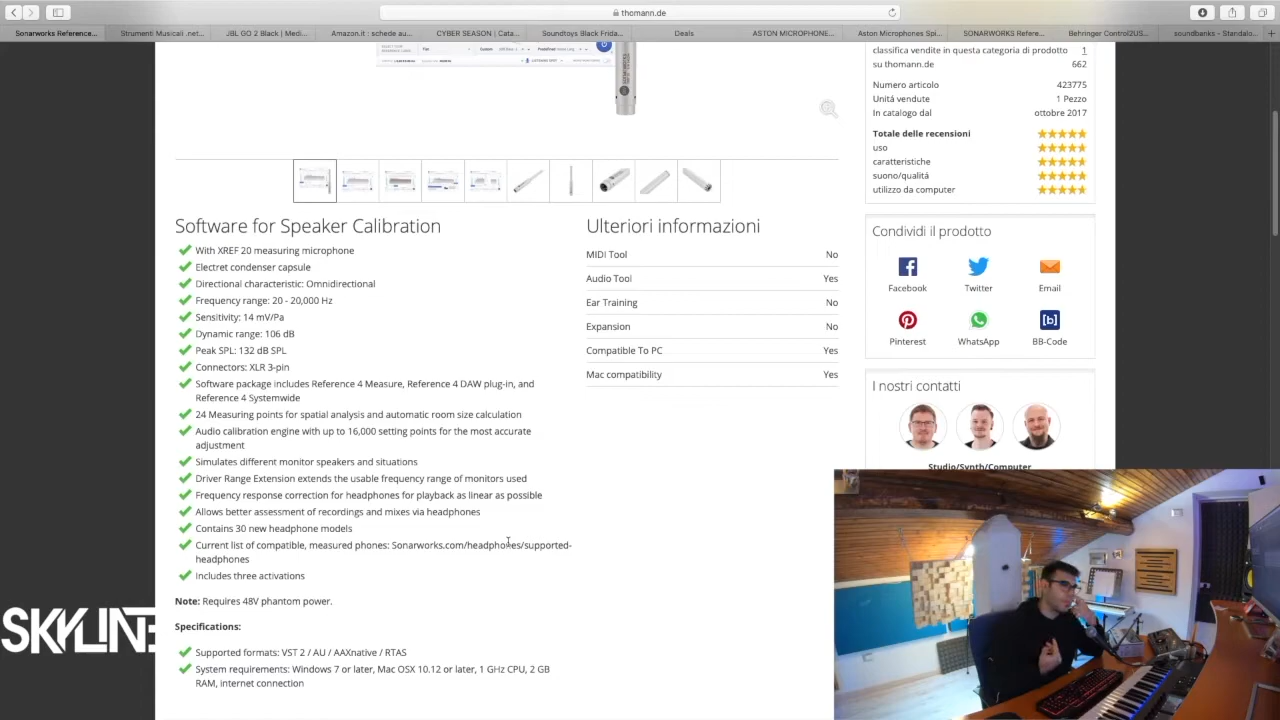 thomann.de
Sonarworks Reference...
Strumenti Musicali .net...
JBL GO 2 Black | Medi...
Amazon.it : schede au...
CYBER SEASON | Cata...
Soundtoys Black Frida...
Deals
ASTON MICROPHONE...
Aston Microphones Spi...
SONARWORKS Refere...
Behringer Control2US...
soundbanks – Standalo...
classifica vendite in questa categoria di prodotto 1
su thomann.de 662
Numero articolo 423775
Unitá vendute 1 Pezzo
In catalogo dal ottobre 2017
Totale delle recensioni
uso
caratteristiche
suono/qualitá
utilizzo da computer
Software for Speaker Calibration
With XREF 20 measuring microphone
Electret condenser capsule
Directional characteristic: Omnidirectional
Frequency range: 20 - 20,000 Hz
Sensitivity: 14 mV/Pa
Dynamic range: 106 dB
Peak SPL: 132 dB SPL
Connectors: XLR 3-pin
Software package includes Reference 4 Measure, Reference 4 DAW plug-in, and
Reference 4 Systemwide
24 Measuring points for spatial analysis and automatic room size calculation
Audio calibration engine with up to 16,000 setting points for the most accurate
adjustment
Simulates different monitor speakers and situations
Driver Range Extension extends the usable frequency range of monitors used
Frequency response correction for headphones for playback as linear as possible
Allows better assessment of recordings and mixes via headphones
Contains 30 new headphone models
Current list of compatible, measured phones: Sonarworks.com/headphones/supported-
headphones
Includes three activations
Note: Requires 48V phantom power.
Specifications:
Supported formats: VST 2 / AU / AAXnative / RTAS
System requirements: Windows 7 or later, Mac OSX 10.12 or later, 1 GHz CPU, 2 GB
RAM, internet connection
Ulteriori informazioni
MIDI Tool No
Audio Tool Yes
Ear Training No
Expansion No
Compatible To PC Yes
Mac compatibility Yes
Condividi il prodotto
Facebook
Twitter
Email
Pinterest
WhatsApp
BB-Code
I nostri contatti
Studio/Synth/Computer
SKYLINE